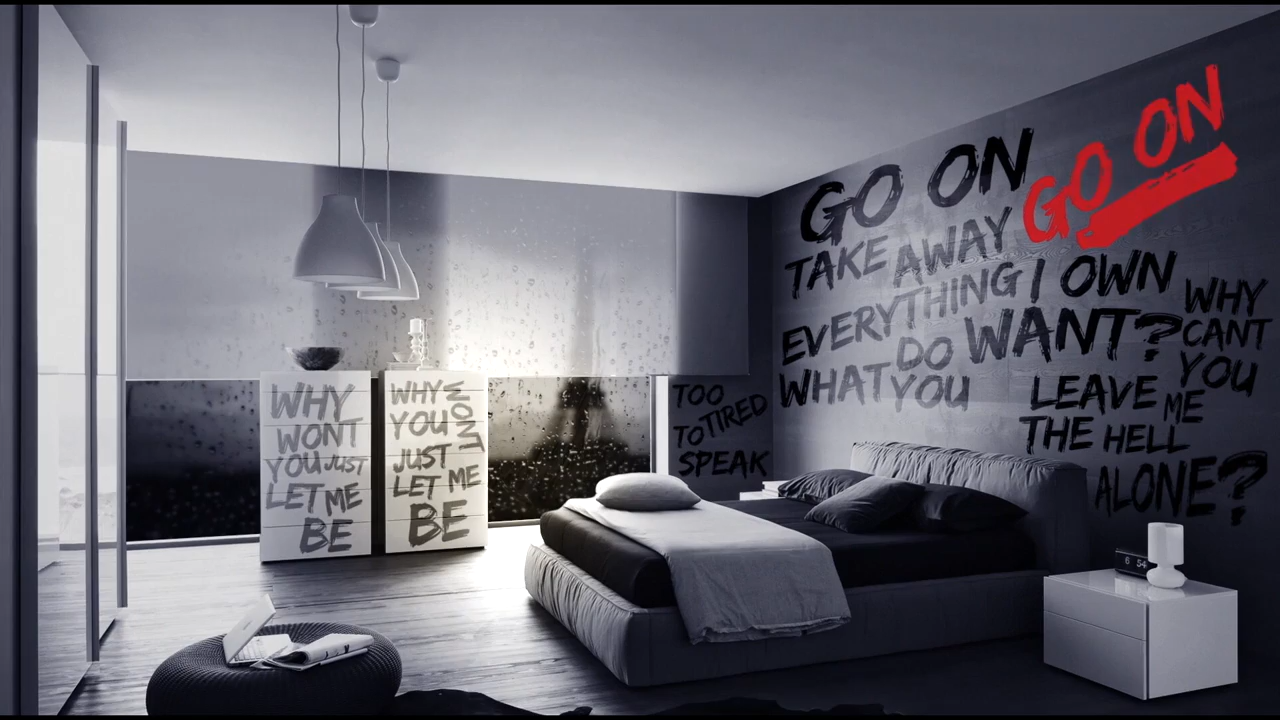 WHY
WONT
YOU JUST
LET ME
BE
WHY
YOU WONT
JUST
LET ME
BE
TOO
TIRED
TO
SPEAK
GO ON
GO ON
TAKE AWAY
EVERYTHING I OWN
WHAT DO YOU WANT?
WHY
CANT
YOU
LEAVE ME
THE HELL
ALONE?
6 54